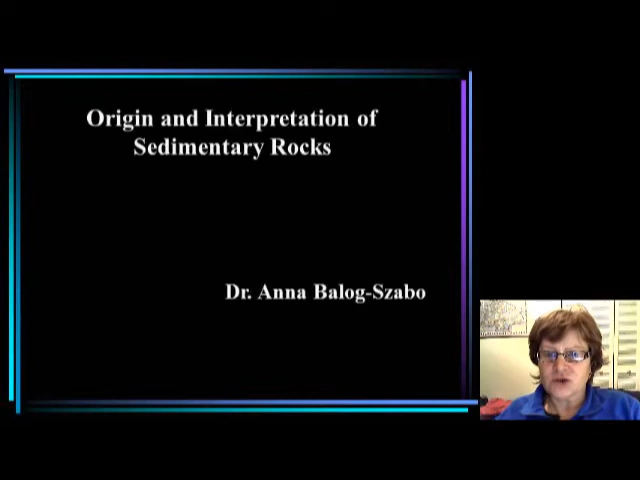 Origin and Interpretation of
Sedimentary Rocks
Dr. Anna Balog-Szabo